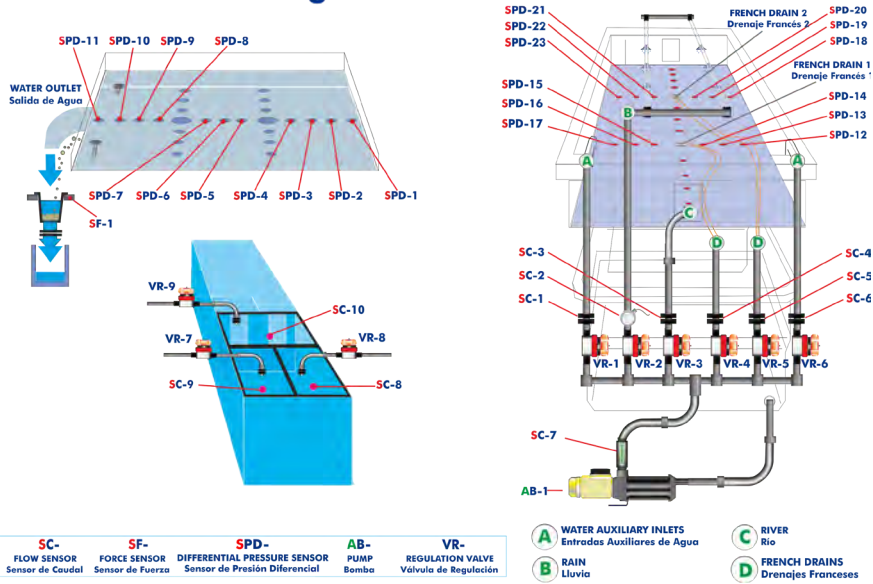 SPD-11 SPD-10 SPD-9 SPD-8
WATER OUTLET
Salida de Agua
SPD-7 SPD-6 SPD-5 SPD-4 SPD-3 SPD-2 SPD-1
SF-1
VR-9
SC-10
VR-7
VR-8
SC-9
SC-8
SPD-21
SPD-22
SPD-23
FRENCH DRAIN 2
Drenaje Francés 2
SPD-20
SPD-19
SPD-18
FRENCH DRAIN 1
Drenaje Francés 1
SPD-15
SPD-16
SPD-17
SPD-14
SPD-13
SPD-12
B
A
A
C
D
D
SC-3
SC-2
SC-1
SC-4
SC-5
SC-6
VR-1 VR-2 VR-3 VR-4 VR-5 VR-6
SC-7
AB-1
SC-
FLOW SENSOR
Sensor de Caudal
SF-
FORCE SENSOR
Sensor de Fuerza
SPD-
DIFFERENTIAL PRESSURE SENSOR
Sensor de Presión Diferencial
AB-
PUMP
Bomba
VR-
REGULATION VALVE
Válvula de Regulación
A WATER AUXILIARY INLETS
Entradas Auxiliares de Agua
B RAIN
Lluvia
C RIVER
Río
D FRENCH DRAINS
Drenajes Franceses